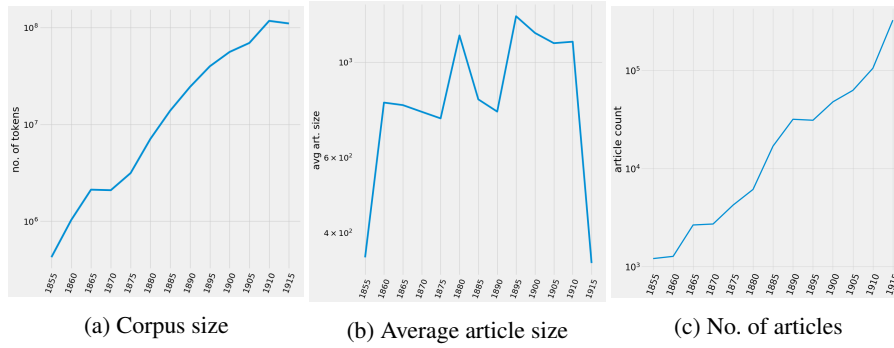 no. of tokens
10⁸
10⁷
10⁶
1855 1860 1865 1870 1875 1880 1885 1890 1895 1900 1905 1910 1915
(a) Corpus size
avg art. size
10³
6 × 10²
4 × 10²
1855 1860 1865 1870 1875 1880 1885 1890 1895 1900 1905 1910 1915
(b) Average article size
article count
10⁵
10⁴
10³
1855 1860 1865 1870 1875 1880 1885 1890 1895 1900 1905 1910 1915
(c) No. of articles